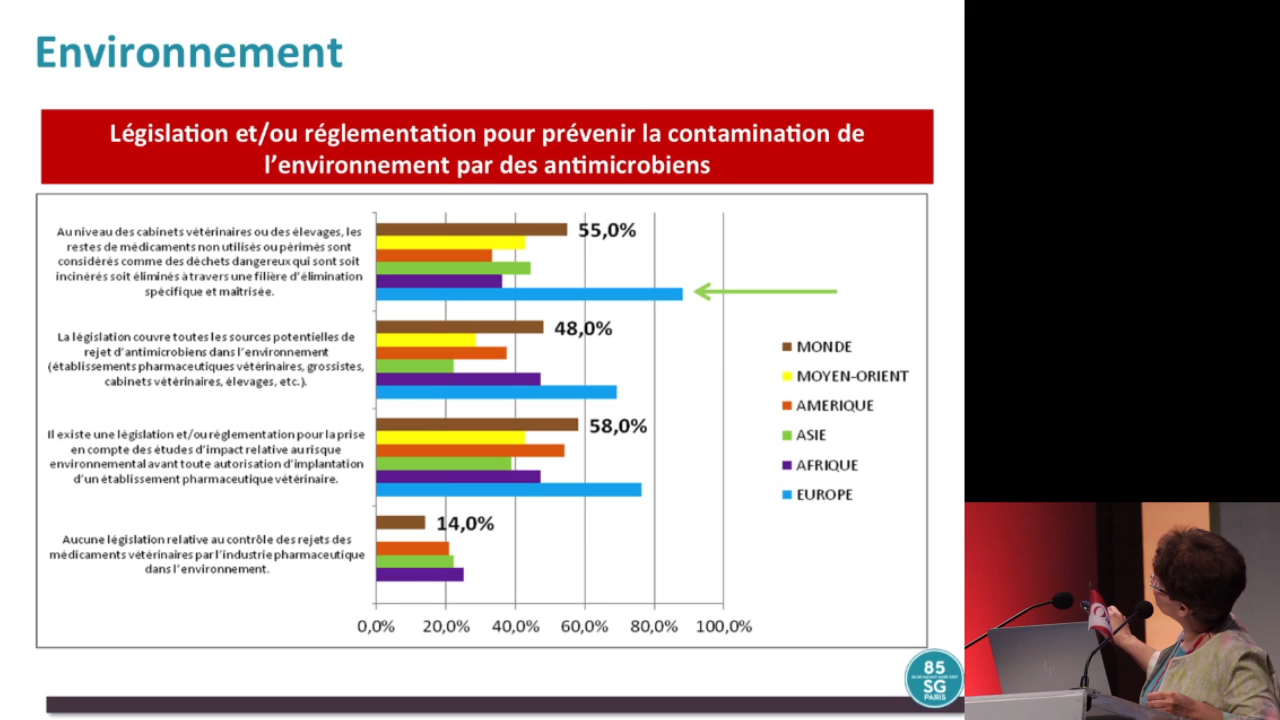 Environnement
Législation et/ou réglementation pour prévenir la contamination de
l'environnement par des antimicrobiens
Au niveau des cabinets vétérinaires ou des élevages, les
restes de médicaments non utilisés ou périmés sont
considérés comme des déchets dangereux qui sont soit
incinérés soit éliminés à travers une filière d'élimination
spécifique et maîtrisée.
55,0%
La législation couvre toutes les sources potentielles de
rejet d'antimicrobiens dans l'environnement
(établissements pharmaceutiques vétérinaires, grossistes,
cabinets vétérinaires, élevages, etc.).
48,0%
Il existe une législation et/ou réglementation pour la prise
en compte des études d'impact relative au risque
environnemental avant toute autorisation d'implantation
d'un établissement pharmaceutique vétérinaire.
58,0%
Aucune législation relative au contrôle des rejets des
médicaments vétérinaires par l'industrie pharmaceutique
dans l'environnement.
14,0%
0,0% 20,0% 40,0% 60,0% 80,0% 100,0%
MONDE
MOYEN-ORIENT
AMERIQUE
ASIE
AFRIQUE
EUROPE
85
SG
PARIS
hp